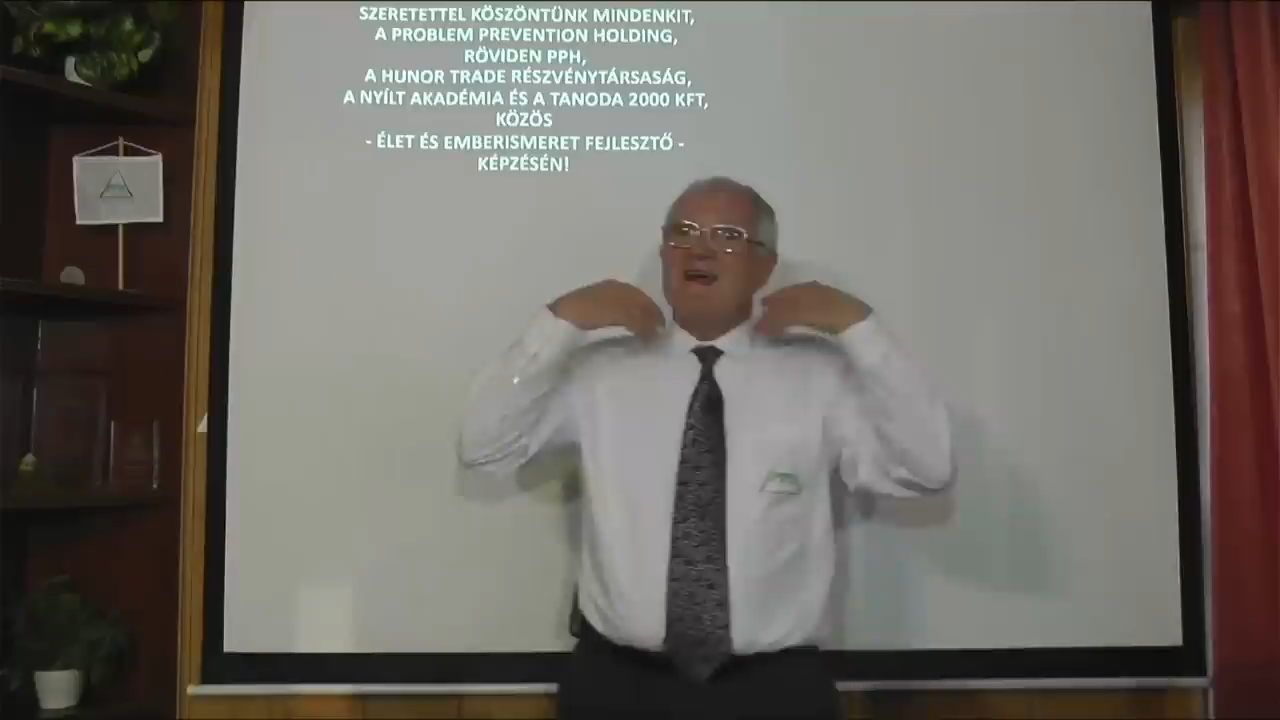 SZERETETTEL KÖSZÖNTÜNK MINDENKIT,
A PROBLEM PREVENTION HOLDING,
RÖVIDEN PPH,
A HUNOR TRADE RÉSZVÉNYTÁRSASÁG,
A NYÍLT AKADÉMIA ÉS A TANODA 2000 KFT,
KÖZÖS
- ÉLET ÉS EMBERISMERET FEJLESZTŐ -
KÉPZÉSÉN!